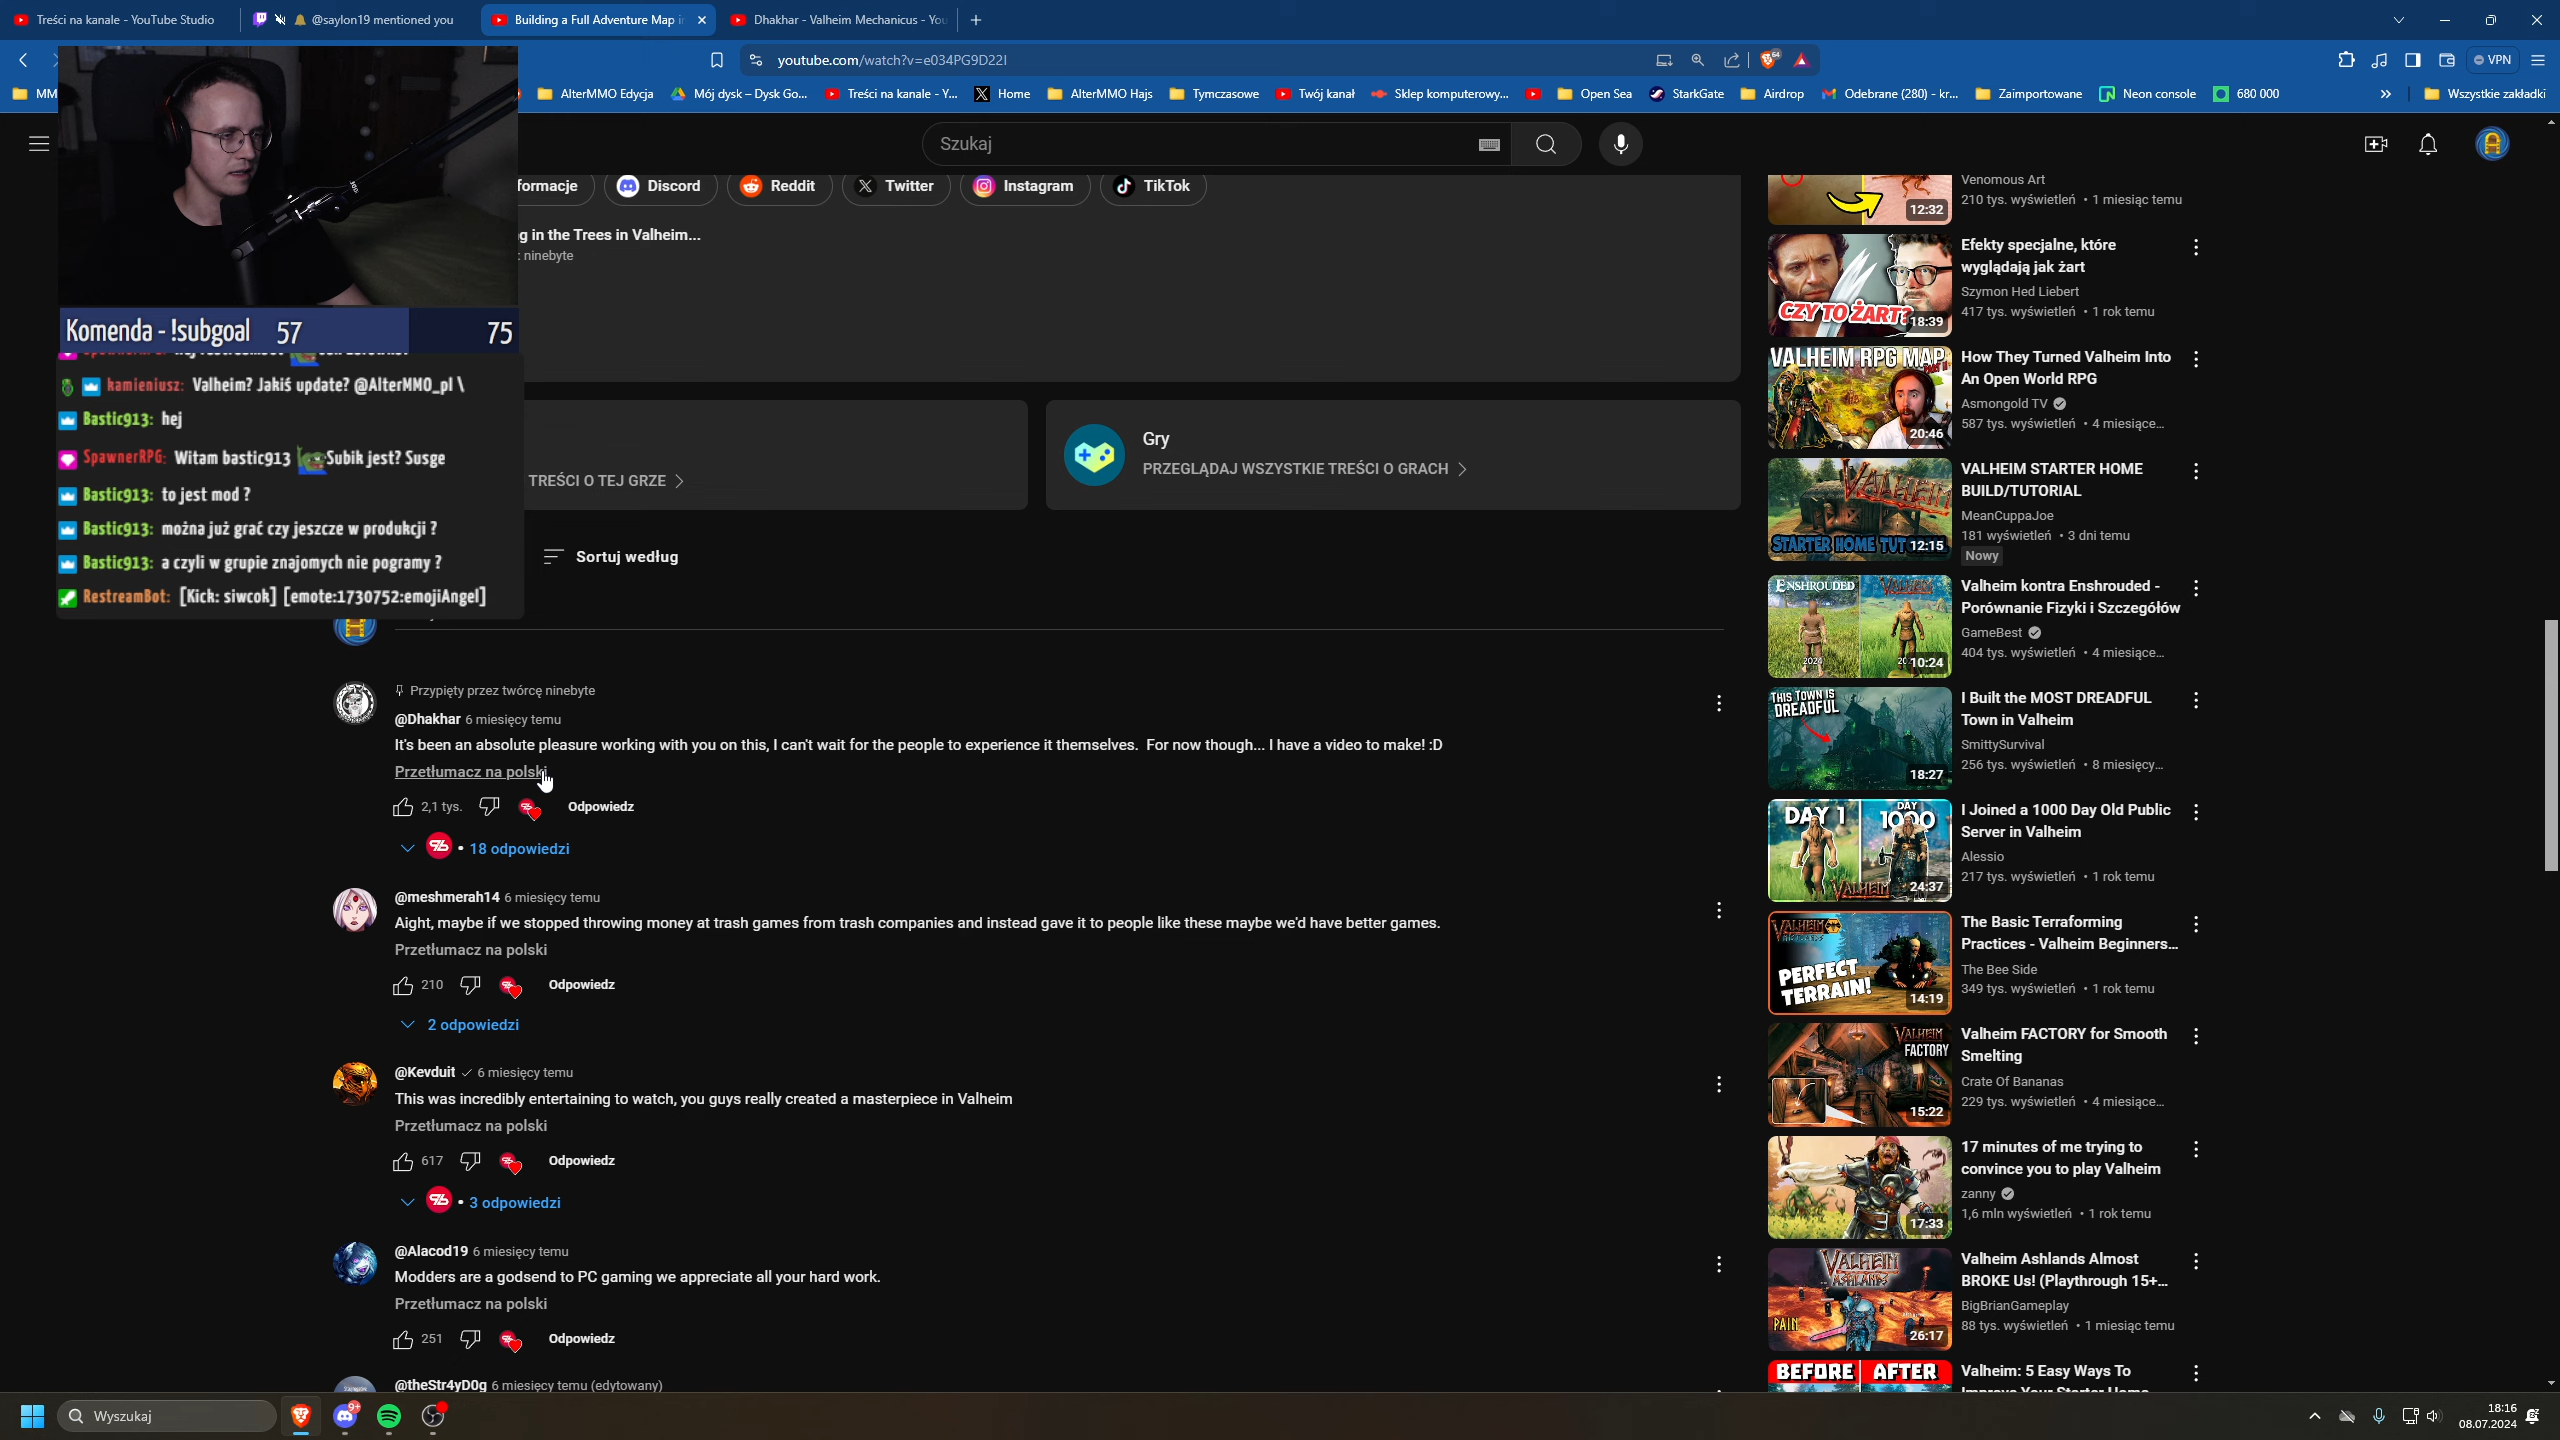 Treści na kanale - YouTube Studio
@saylon19 mentioned you
Building a Full Adventure Map i
Dhakhar - Valheim Mechanicus - You
youtube.com/watch?v=e034PG9D22I
VPN
MM
AlterMMO Edycja
Mój dysk – Dysk Go...
Treści na kanale - Y...
Home
AlterMMO Hajs
Tymczasowe
Twój kanał
Sklep komputerowy...
Open Sea
StarkGate
Airdrop
Odebrane (280) - kr...
Zaimportowane
Neon console
680 000
Wszystkie zakładki
Szukaj
formacje
Discord
Reddit
Twitter
Instagram
TikTok
g in the Trees in Valheim...
: ninebyte
Komenda - !subgoal 57 75
kamieniusz: Valheim? Jakiś update? @AlterMMO_pl \
Bastic913: hej
SpawnerRPG: Witam bastic913 Subik jest? Susge
Bastic913: to jest mod ?
Bastic913: można już grać czy jeszcze w produkcji ?
Bastic913: a czyli w grupie znajomych nie pogramy ?
RestreamBot: [Kick: siwcok] [emote:1730752:emojiAngel]
TREŚCI O TEJ GRZE
Gry
PRZEGLĄDAJ WSZYSTKIE TREŚCI O GRACH
Sortuj według
Przypięty przez twórcę ninebyte
@Dhakhar 6 miesięcy temu
It's been an absolute pleasure working with you on this, I can't wait for the people to experience it themselves. For now though... I have a video to make! :D
Przetłumacz na polski
2,1 tys.
Odpowiedz
18 odpowiedzi
@meshmerah14 6 miesięcy temu
Aight, maybe if we stopped throwing money at trash games from trash companies and instead gave it to people like these maybe we'd have better games.
Przetłumacz na polski
210
Odpowiedz
2 odpowiedzi
@Kevduit 6 miesięcy temu
This was incredibly entertaining to watch, you guys really created a masterpiece in Valheim
Przetłumacz na polski
617
Odpowiedz
3 odpowiedzi
@Alacod19 6 miesięcy temu
Modders are a godsend to PC gaming we appreciate all your hard work.
Przetłumacz na polski
251
Odpowiedz
@theStr4yD0g 6 miesięcy temu (edytowany)
12:32
Venomous Art
210 tys. wyświetleń • 1 miesiąc temu
CZY TO ŻART?
18:39
Efekty specjalne, które
wyglądają jak żart
Szymon Hed Liebert
417 tys. wyświetleń • 1 rok temu
VALHEIM RPG MAP
20:46
How They Turned Valheim Into
An Open World RPG
Asmongold TV
587 tys. wyświetleń • 4 miesiące...
VALHEIM
STARTER HOME TUT
12:15
VALHEIM STARTER HOME
BUILD/TUTORIAL
MeanCuppaJoe
181 wyświetleń • 3 dni temu
Nowy
ENSHROUDED
VALHEIM
2024
10:24
Valheim kontra Enshrouded -
Porównanie Fizyki i Szczegółów
GameBest
404 tys. wyświetleń • 4 miesiące...
THIS TOWN IS
DREADFUL
18:27
I Built the MOST DREADFUL
Town in Valheim
SmittySurvival
256 tys. wyświetleń • 8 miesięcy...
DAY 1
DAY
1000
VALHEIM
24:37
I Joined a 1000 Day Old Public
Server in Valheim
Alessio
217 tys. wyświetleń • 1 rok temu
VALHEIM
PERFECT
TERRAIN!
14:19
The Basic Terraforming
Practices - Valheim Beginners...
The Bee Side
349 tys. wyświetleń • 1 rok temu
VALHEIM
FACTORY
15:22
Valheim FACTORY for Smooth
Smelting
Crate Of Bananas
229 tys. wyświetleń • 4 miesiące...
17:33
17 minutes of me trying to
convince you to play Valheim
zanny
1,6 mln wyświetleń • 1 rok temu
VALHEIM
ASHLANDS
PAIN
26:17
Valheim Ashlands Almost
BROKE Us! (Playthrough 15+...
BigBrianGameplay
88 tys. wyświetleń • 1 miesiąc temu
BEFORE AFTER
Valheim: 5 Easy Ways To
Wyszukaj
9+
18:16
08.07.2024